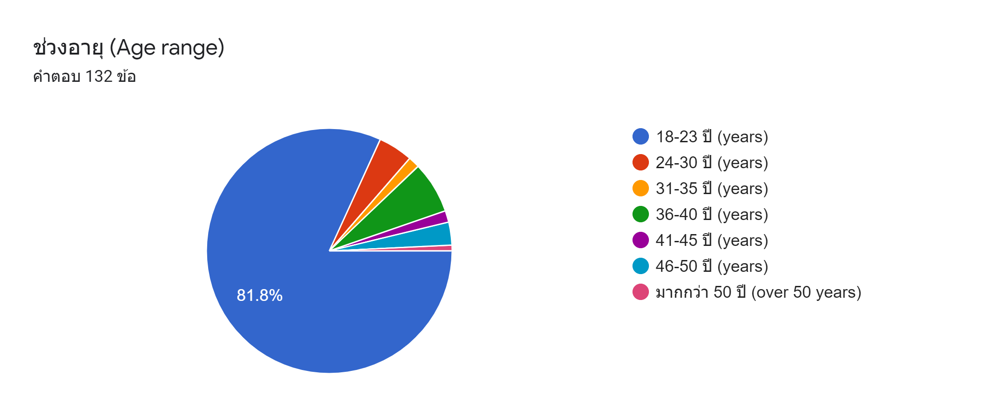 ช่วงอายุ (Age range)
คำตอบ 132 ข้อ
81.8%
18-23 ปี (years)
24-30 ปี (years)
31-35 ปี (years)
36-40 ปี (years)
41-45 ปี (years)
46-50 ปี (years)
มากกว่า 50 ปี (over 50 years)